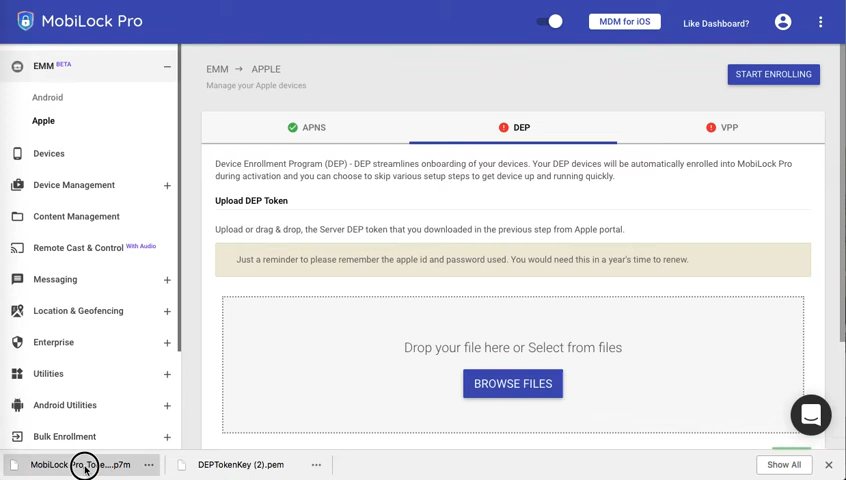 MobiLock Pro
MDM for iOS
Like Dashboard?
EMM BETA
Android
Apple
Devices
Device Management
Content Management
Remote Cast & Control With Audio
Messaging
Location & Geofencing
Enterprise
Utilities
Android Utilities
Bulk Enrollment
EMM → APPLE
Manage your Apple devices
START ENROLLING
APNS
DEP
VPP
Device Enrollment Program (DEP) - DEP streamlines onboarding of your devices. Your DEP devices will be automatically enrolled into MobiLock Pro
during activation and you can choose to skip various setup steps to get device up and running quickly.
Upload DEP Token
Upload or drag & drop, the Server DEP token that you downloaded in the previous step from Apple portal.
Just a reminder to please remember the apple id and password used. You would need this in a year's time to renew.
Drop your file here or Select from files
BROWSE FILES
MobiLock Pro_Toke....p7m
DEPTokenKey (2).pem
Show All